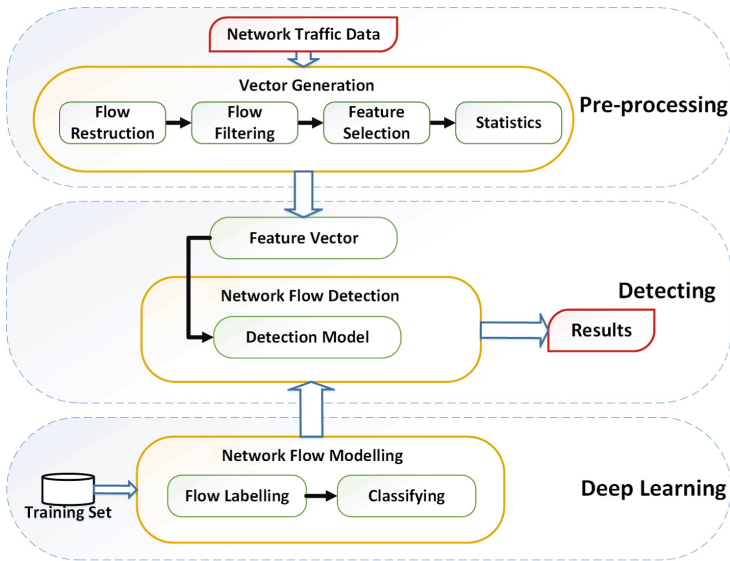 Network Traffic Data
Vector Generation
Flow
Restruction
Flow
Filtering
Feature
Selection
Statistics
Pre-processing
Feature Vector
Network Flow Detection
Detection Model
Results
Detecting
Network Flow Modelling
Flow Labelling
Classifying
Training Set
Deep Learning